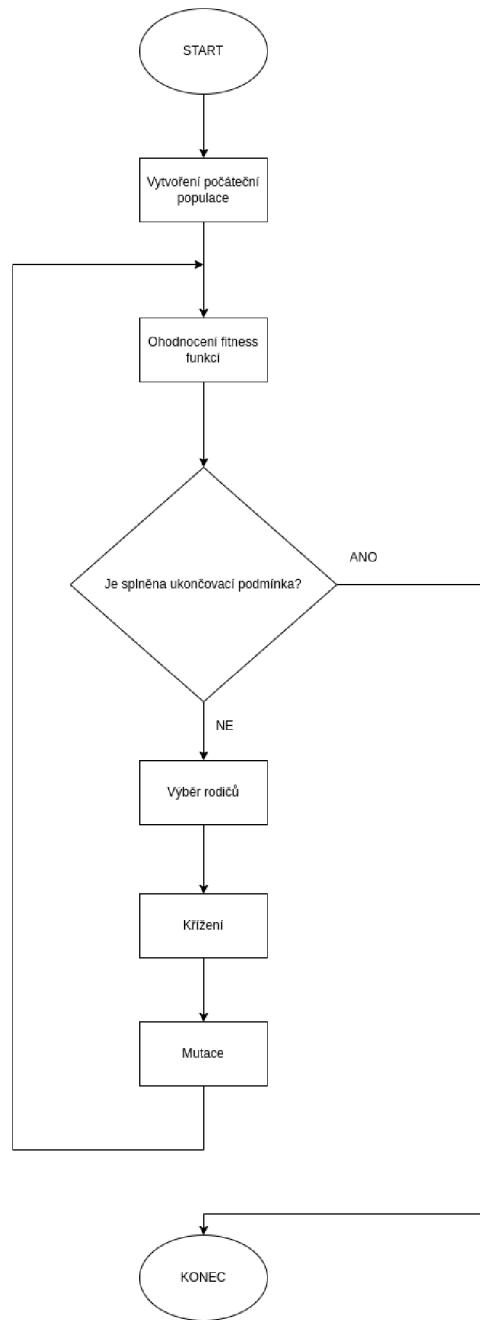 START
Vytvoření počáteční
populace
Ohodnocení fitness
funkcí
Je splněna ukončovací podmínka?
ANO
NE
Výběr rodičů
Křížení
Mutace
KONEC